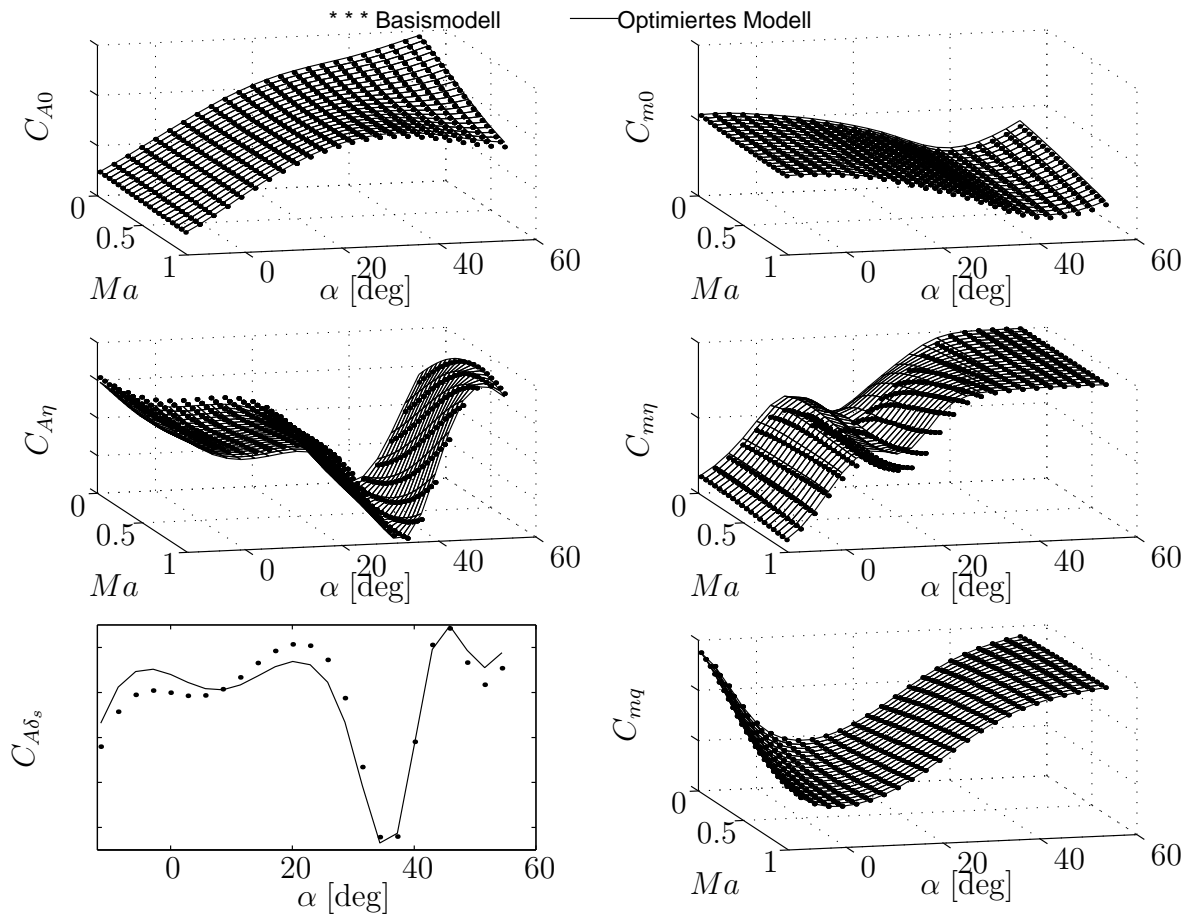 * * * Basismodell
Optimiertes Modell
C_{A0}
0
0.5
1
Ma
0
20
40
60
α [deg]
C_{m0}
0
0.5
1
Ma
0
20
40
60
α [deg]
C_{Aη}
0
0.5
1
Ma
0
20
40
60
α [deg]
C_{mη}
0
0.5
1
Ma
0
20
40
60
α [deg]
C_{Aδ_s}
0
20
40
60
α [deg]
C_{mq}
0
0.5
1
Ma
0
20
40
60
α [deg]